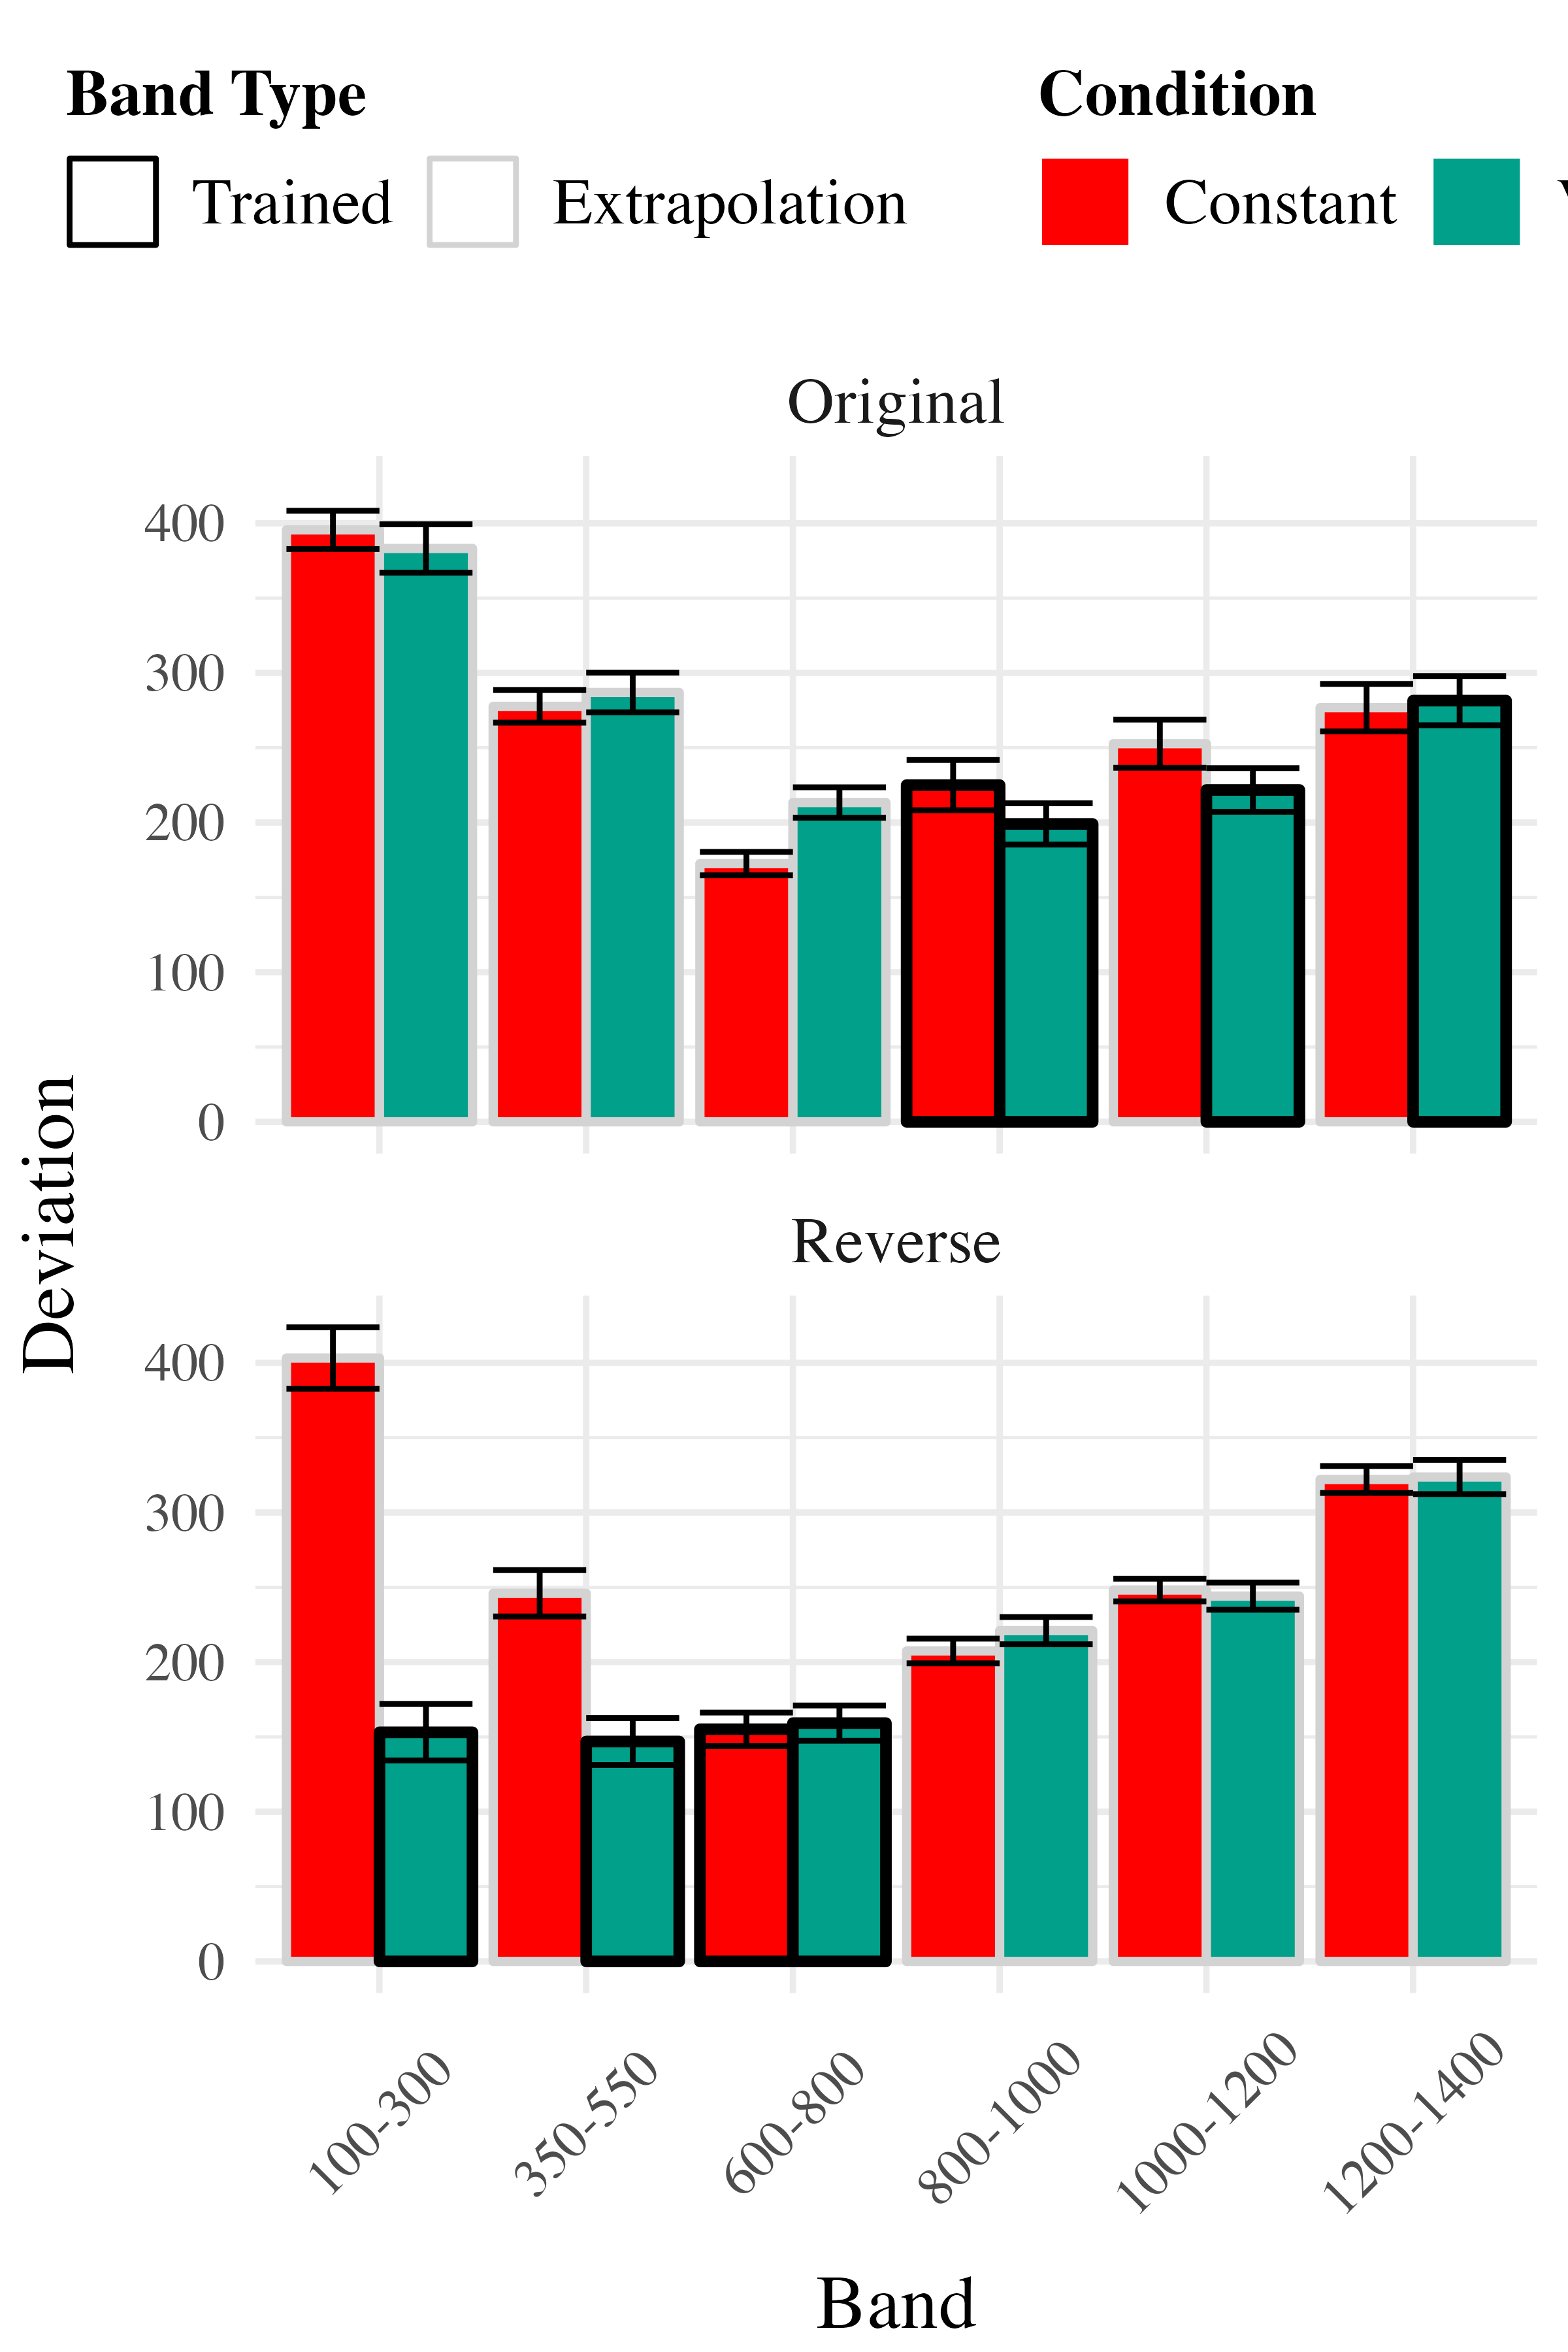 Band Type
Trained
Extrapolation
Condition
Constant
Original
400
300
200
100
0
Deviation
Reverse
400
300
200
100
0
100-300
350-550
600-800
800-1000
1000-1200
1200-1400
Band